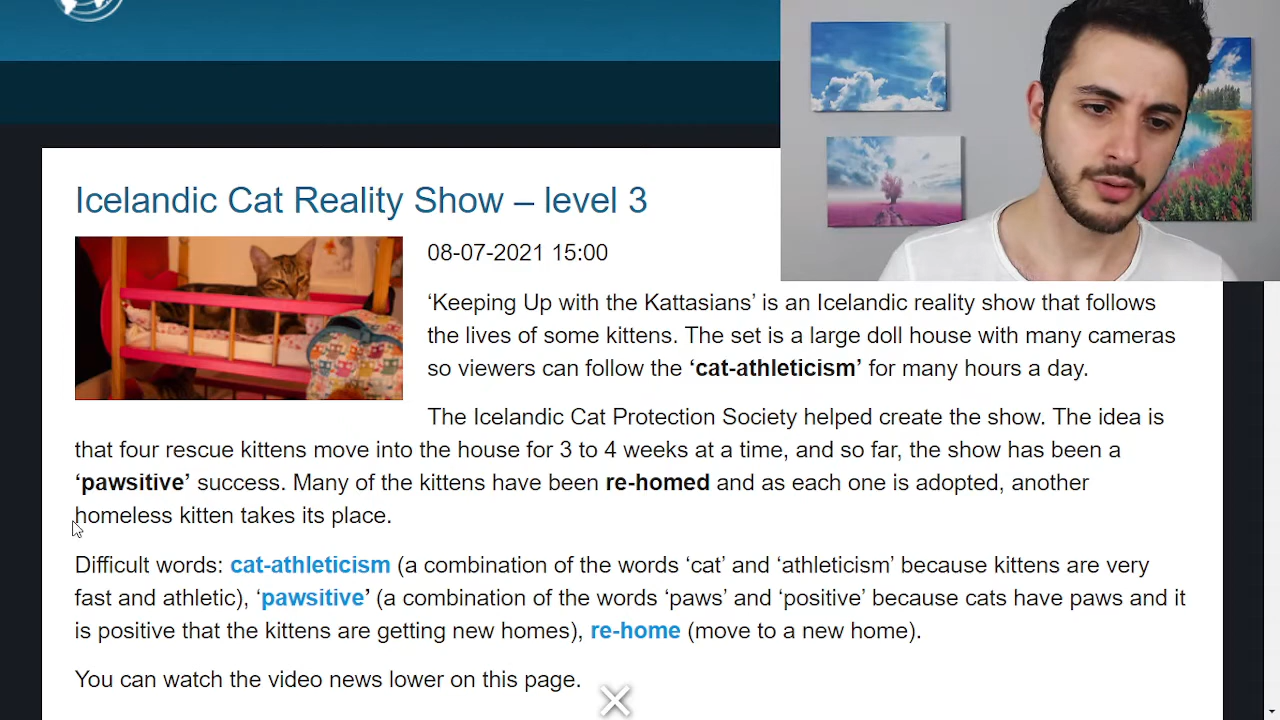 Icelandic Cat Reality Show – level 3
08-07-2021 15:00
‘Keeping Up with the Kattasians’ is an Icelandic reality show that follows
the lives of some kittens. The set is a large doll house with many cameras
so viewers can follow the ‘cat-athleticism’ for many hours a day.
The Icelandic Cat Protection Society helped create the show. The idea is
that four rescue kittens move into the house for 3 to 4 weeks at a time, and so far, the show has been a
‘pawsitive’ success. Many of the kittens have been re-homed and as each one is adopted, another
homeless kitten takes its place.
Difficult words: cat-athleticism (a combination of the words ‘cat’ and ‘athleticism’ because kittens are very
fast and athletic), ‘pawsitive’ (a combination of the words ‘paws’ and ‘positive’ because cats have paws and it
is positive that the kittens are getting new homes), re-home (move to a new home).
You can watch the video news lower on this page.